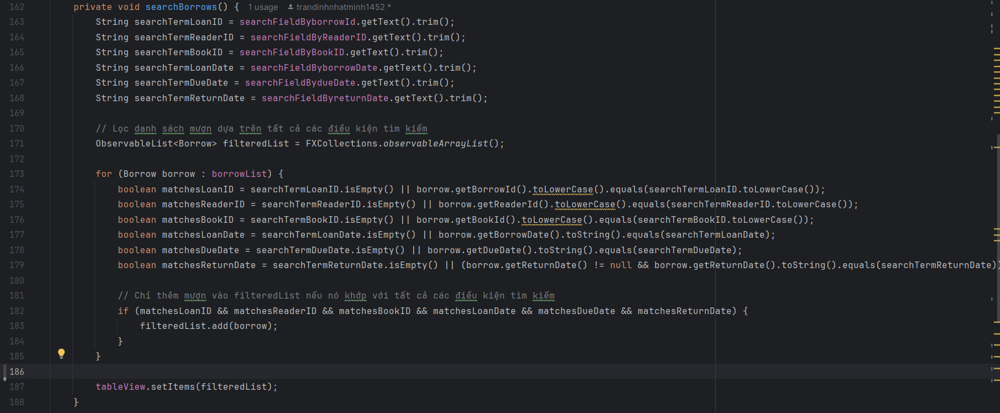 162 private void searchBorrows() { 1 usage trandinhnhatminh1452 *
163 String searchTermLoanID = searchFieldByborrowId.getText().trim();
164 String searchTermReaderID = searchFieldByReaderID.getText().trim();
165 String searchTermBookID = searchFieldByBookID.getText().trim();
166 String searchTermLoanDate = searchFieldByborrowDate.getText().trim();
167 String searchTermDueDate = searchFieldBydueDate.getText().trim();
168 String searchTermReturnDate = searchFieldByreturnDate.getText().trim();
169
170 // Lọc danh sách mượn dựa trên tất cả các điều kiện tìm kiếm
171 ObservableList<Borrow> filteredList = FXCollections.observableArrayList();
172
173 for (Borrow borrow : borrowList) {
174 boolean matchesLoanID = searchTermLoanID.isEmpty() || borrow.getBorrowId().toLowerCase().equals(searchTermLoanID.toLowerCase());
175 boolean matchesReaderID = searchTermReaderID.isEmpty() || borrow.getReaderId().toLowerCase().equals(searchTermReaderID.toLowerCase());
176 boolean matchesBookID = searchTermBookID.isEmpty() || borrow.getBookId().toLowerCase().equals(searchTermBookID.toLowerCase());
177 boolean matchesLoanDate = searchTermLoanDate.isEmpty() || borrow.getBorrowDate().toString().equals(searchTermLoanDate);
178 boolean matchesDueDate = searchTermDueDate.isEmpty() || borrow.getDueDate().toString().equals(searchTermDueDate);
179 boolean matchesReturnDate = searchTermReturnDate.isEmpty() || (borrow.getReturnDate() != null && borrow.getReturnDate().toString().equals(searchTermReturnDate))
180
181 // Chỉ thêm mượn vào filteredList nếu nó khớp với tất cả các điều kiện tìm kiếm
182 if (matchesLoanID && matchesReaderID && matchesBookID && matchesLoanDate && matchesDueDate && matchesReturnDate) {
183 filteredList.add(borrow);
184 }
185 }
186
187 tableView.setItems(filteredList);
188 }